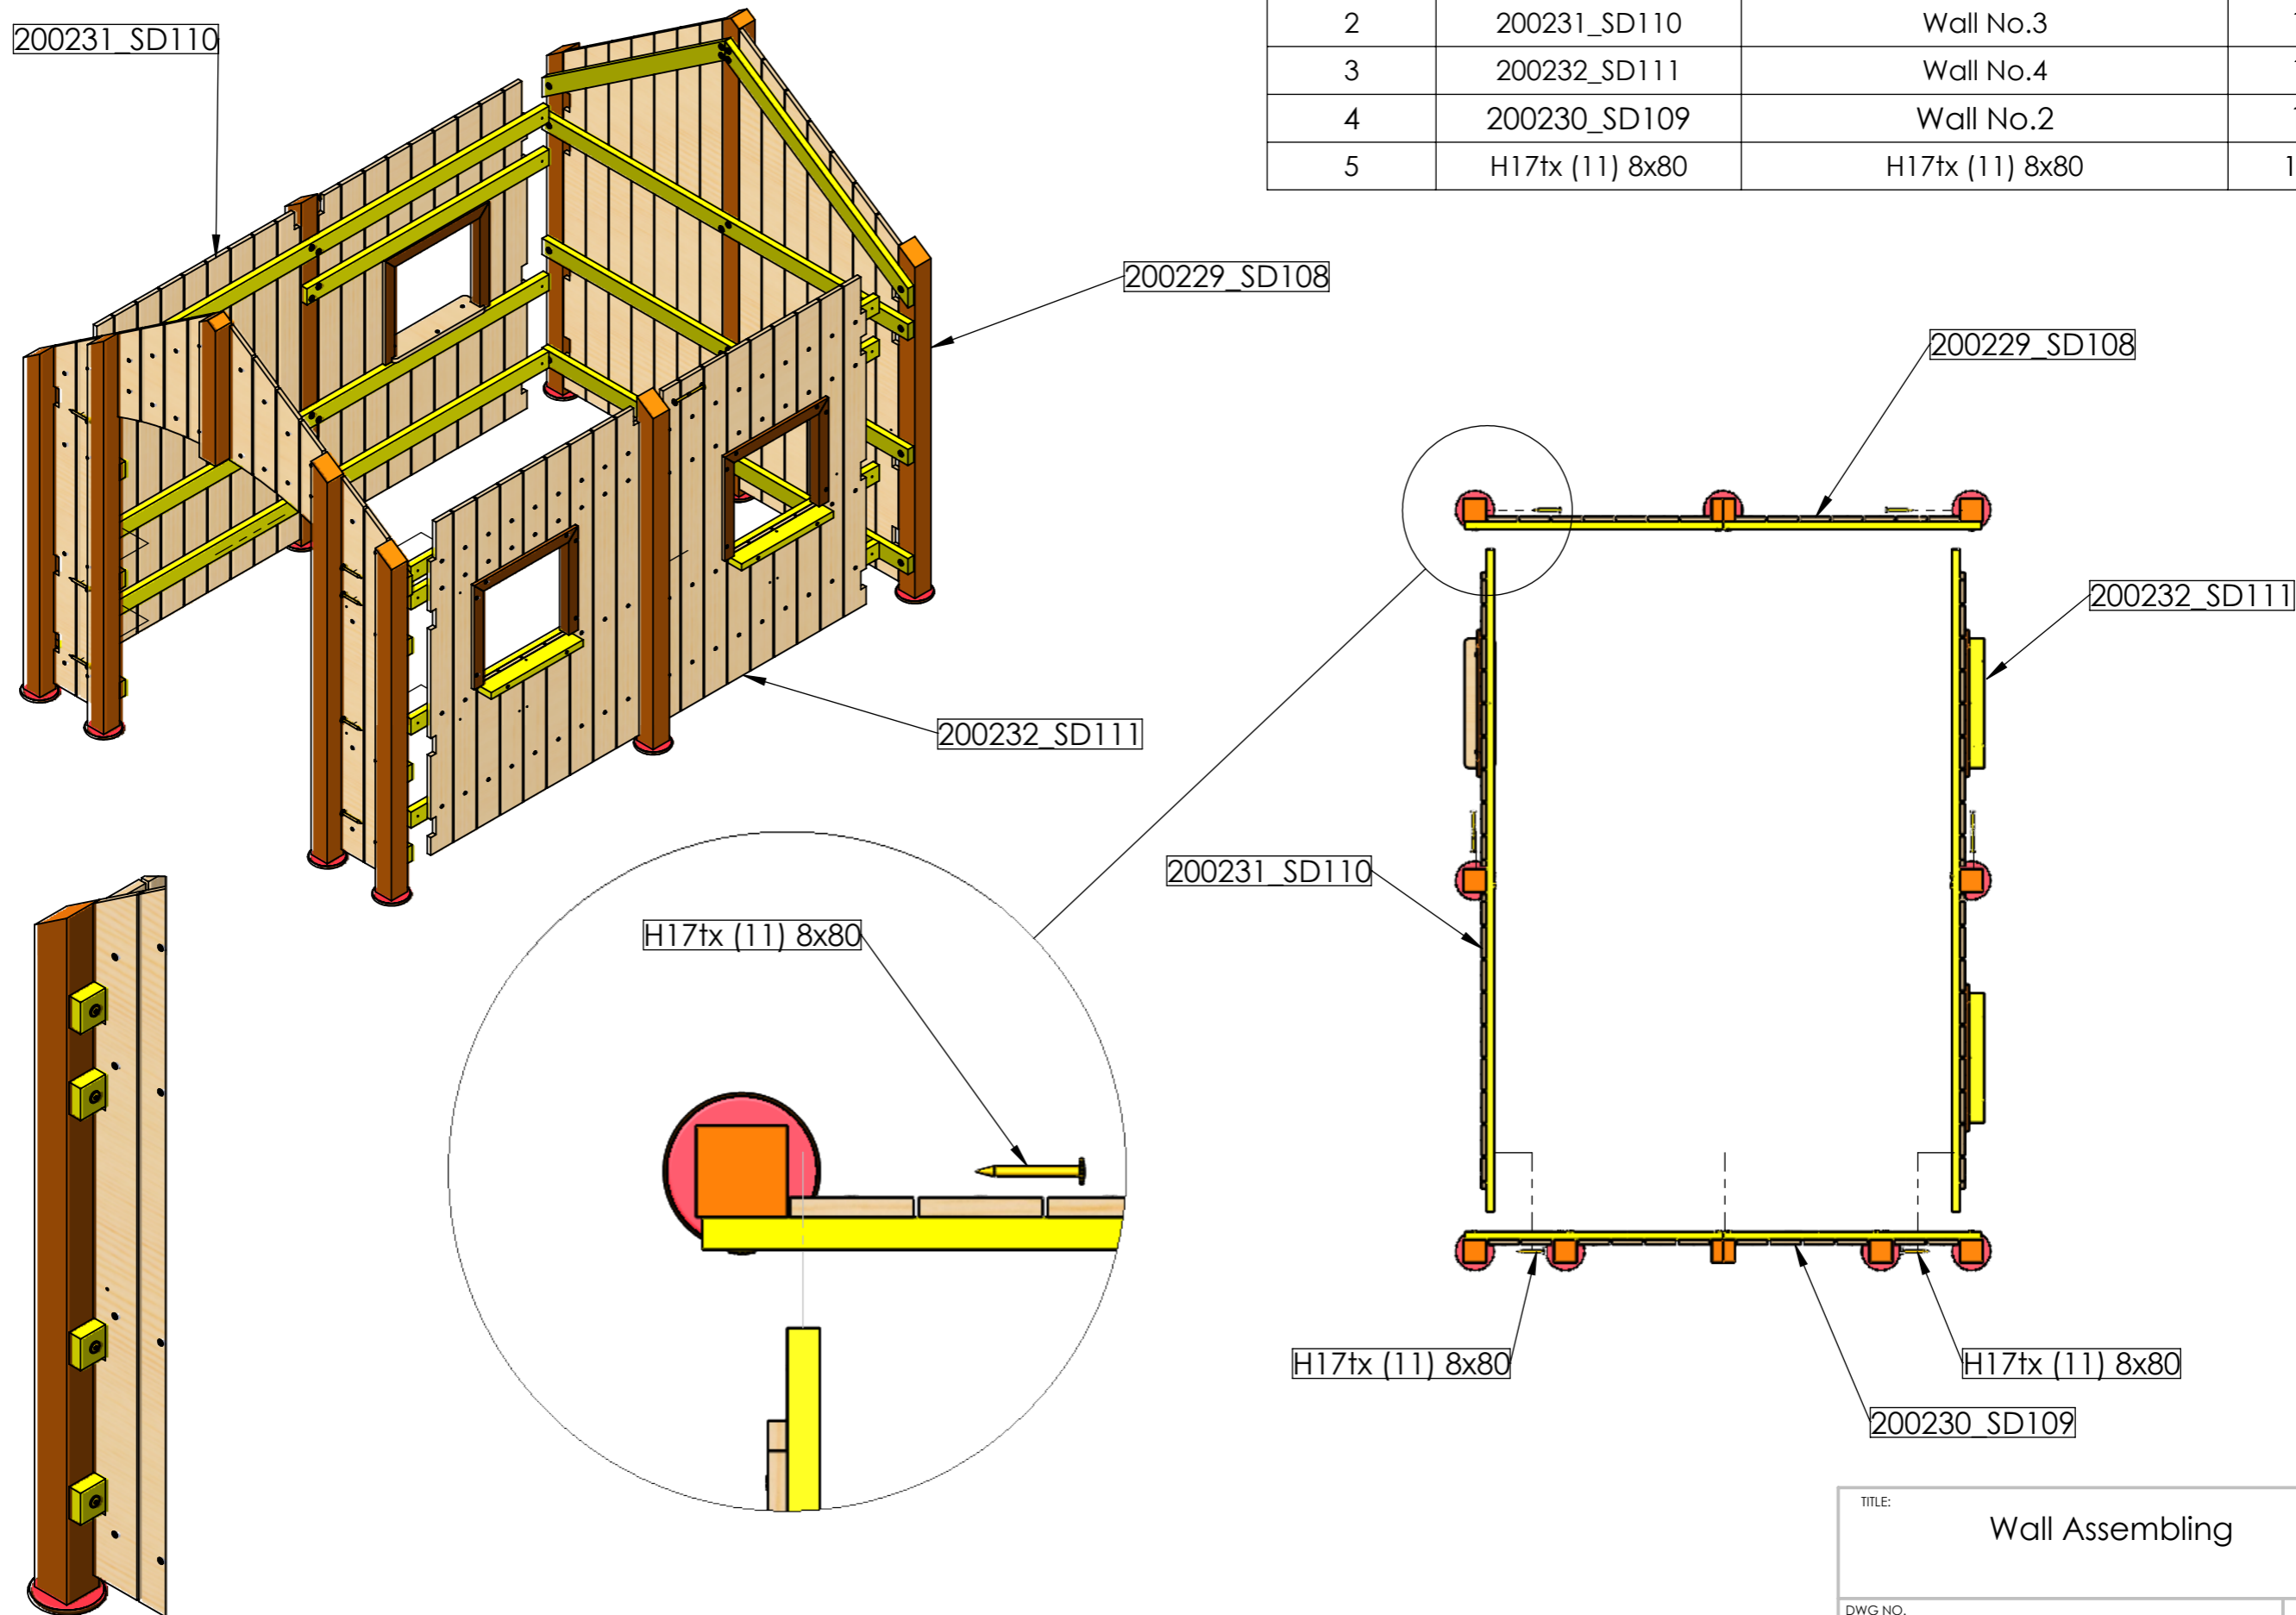 200231_SD110
2 200231_SD110 Wall No.3
3 200232_SD111 Wall No.4
4 200230_SD109 Wall No.2
5 H17tx (11) 8x80 H17tx (11) 8x80
200229_SD108
200229_SD108
200232_SD111
200232_SD111
200231_SD110
H17tx (11) 8x80
H17tx (11) 8x80
H17tx (11) 8x80
200230_SD109
TITLE:
Wall Assembling
DWG NO.